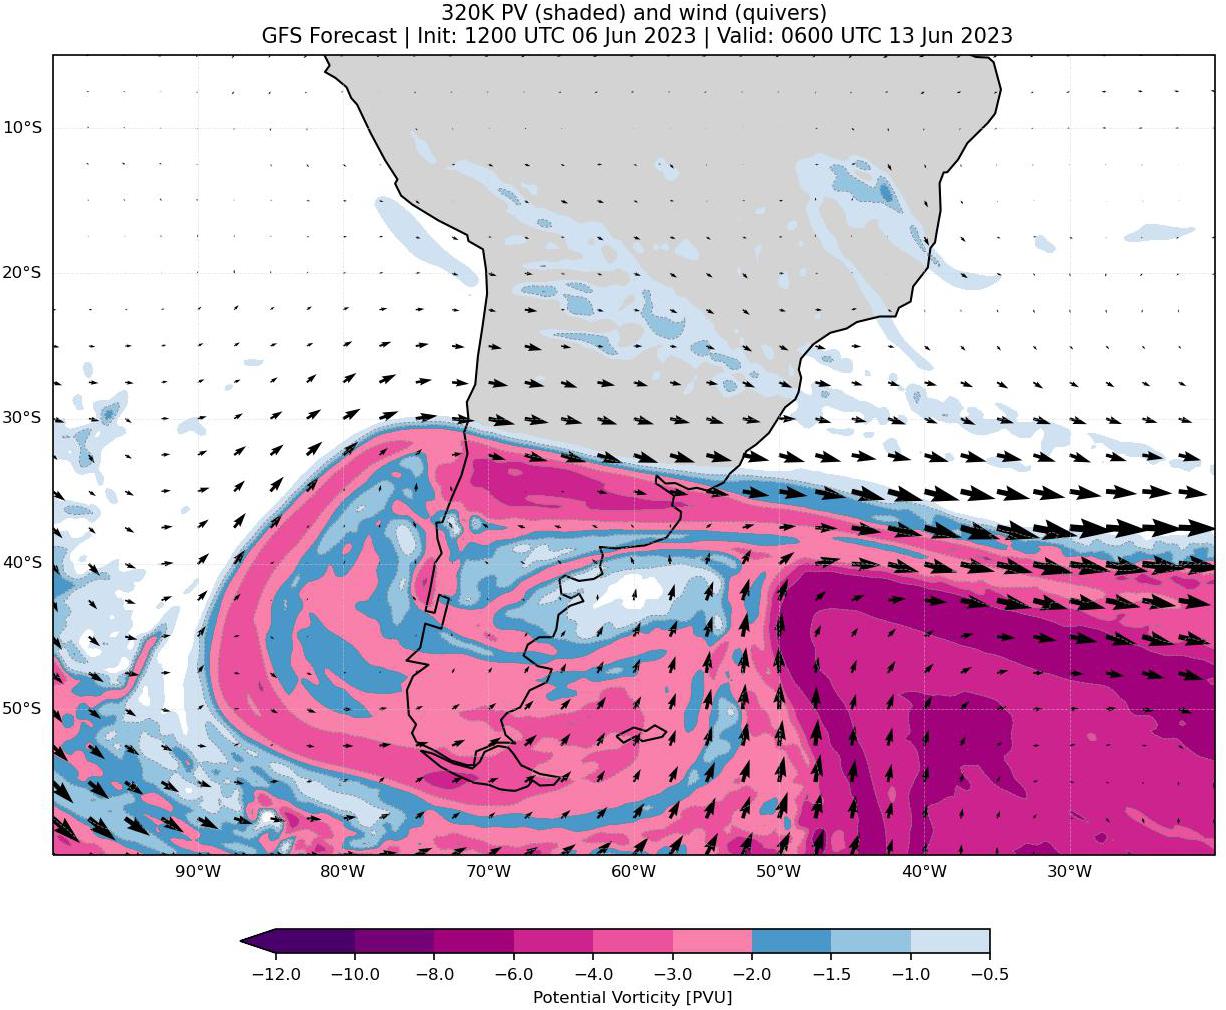 320K PV (shaded) and wind (quivers)
GFS Forecast | Init: 1200 UTC 06 Jun 2023 | Valid: 0600 UTC 13 Jun 2023
10°S
20°S
30°S
40°S
50°S
90°W 80°W 70°W 60°W 50°W 40°W 30°W
−12.0 −10.0 −8.0 −6.0 −4.0 −3.0 −2.0 −1.5 −1.0 −0.5
Potential Vorticity [PVU]